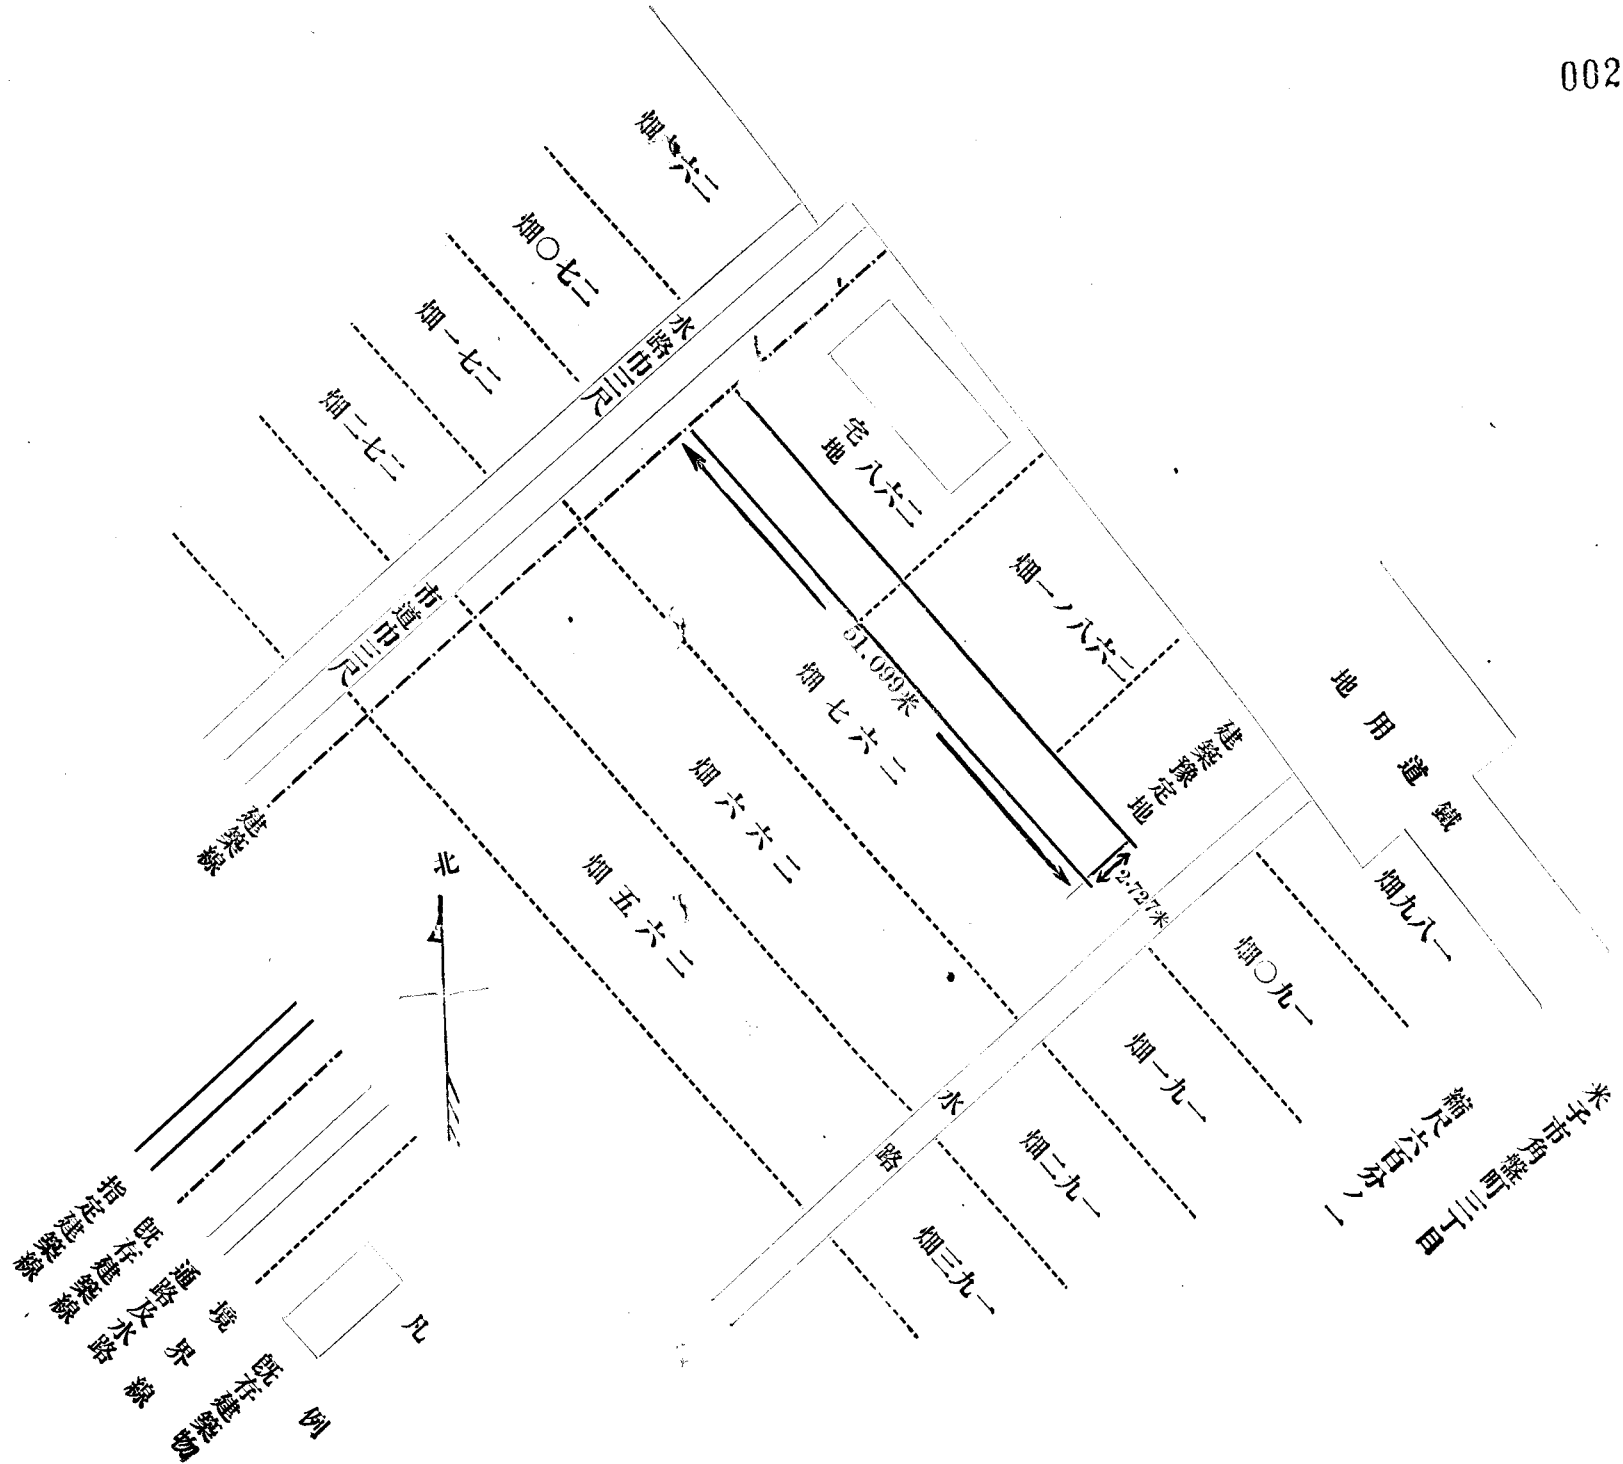 002
米子市角盤町三丁目
縮尺六百分ノ一
地用道鐵
畑九八一
畑〇九一
畑一九一
畑二九一
畑三九一
水路
建築豫定地
2.727米
畑一ノ八六二
宅地
八六二
51.099米
畑七六二
畑六六二
畑五六二
水路巾三尺
市道巾三尺
建築線
畑六二
畑〇七二
畑一七二
畑二七二
北
凡例
既存建築物
境界線
通路及水路
既存建築線
指定建築線